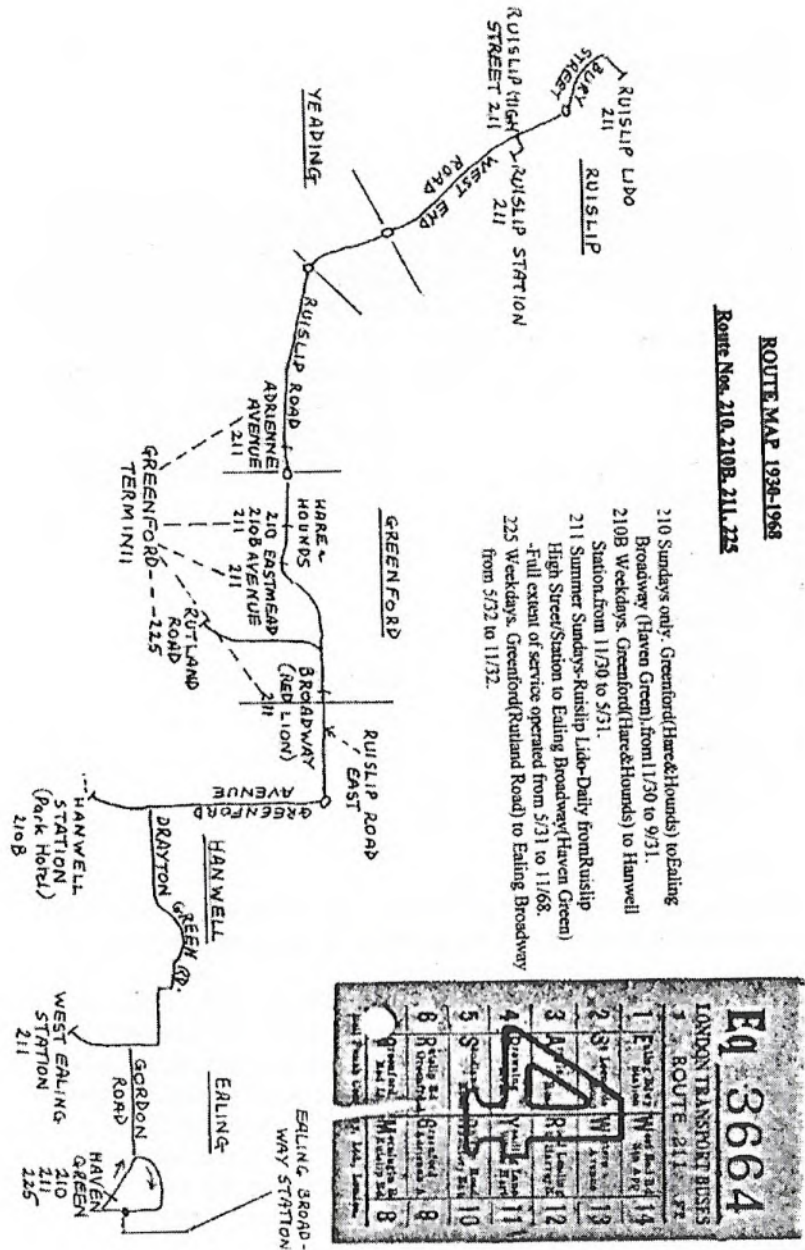 ROUTE MAP 1930-1968
Route Nos. 210, 210B, 211, 225
210 Sundays only. Greenford(Hare&Hounds) toEaling
Broadway (Haven Green).from11/30 to 9/31.
210B Weekdays. Greenford(Hare&Hounds) to Hanwell
Station.from 11/30 to 5/31.
211 Summer Sundays-Ruislip Lido-Daily fromRuislip
High Street/Station to Ealing Broadway(Haven Green)
-Full extent of service operated from 5/31 to 11/68.
225 Weekdays. Greenford(Rutland Road) to Ealing Broadway
from 5/32 to 11/32.
RUISLIP LIDO
211
BURY
STREET
RUISLIP
RUISLIP HIGH
STREET 211
RUISLIP STATION
211
WEST END
ROAD
YEADING
RUISLIP ROAD
ADRIENNE
AVENUE
211
GREENFORD
TERMINII
HARE &
HOUNDS
210
210B
211
EASTMEAD
AVENUE
211
GREENFORD
225
RUTLAND
ROAD
BROADWAY
(RED LION)
211
RUISLIP ROAD
EAST
GREENFORD
AVENUE
HANWELL
STATION
(Park Hotel)
210B
HANWELL
DRAYTON GREEN RD.
WEST EALING
STATION
211
EALING
GORDON
ROAD
HAVEN
GREEN
210
211
225
EALING BROAD-
WAY STATION
Eq 3664
LONDON TRANSPORT BUSES
ROUTE 211
1 14
2 13
3 12
4 11
5 10
6 9
8 8